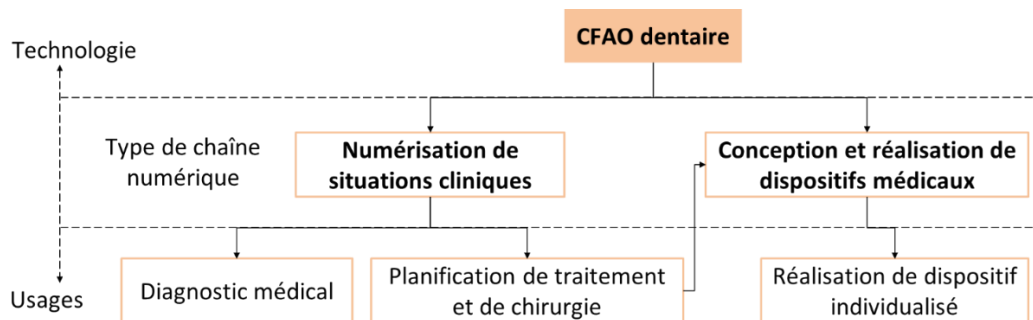 CFAO dentaire
Technologie
Type de chaîne
numérique
Numérisation de
situations cliniques
Conception et réalisation de
dispositifs médicaux
Usages
Diagnostic médical
Planification de traitement
et de chirurgie
Réalisation de dispositif
individualisé